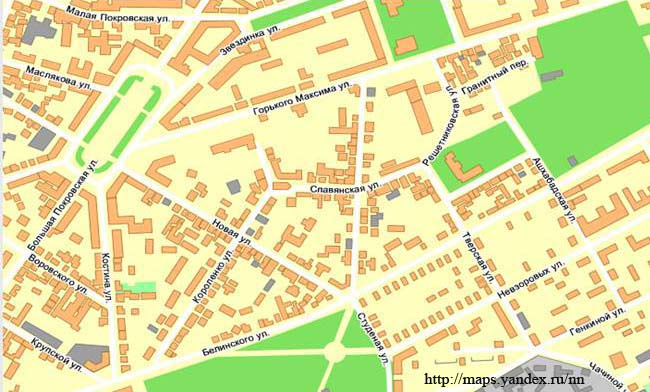 Малая Покровская ул.
Звездинка ул.
Маслякова ул.
Горького Максима ул.
Гранитный пер.
Решетниковская ул
Славянская ул.
Ашхабадская ул.
Большая Покровская ул.
Новая ул.
Воровского ул.
Костина ул.
Короленко ул.
Тверская ул.
Невзоровых ул.
Крупской ул.
Белинского ул.
Студеная ул.
Генкиной ул.
Чачиной
http://maps.yandex.ru/nn